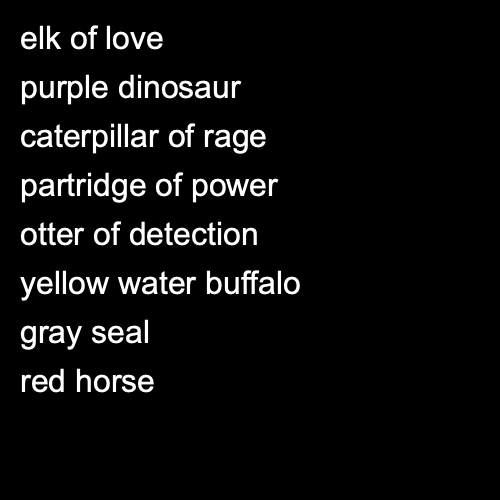 elk of love
purple dinosaur
caterpillar of rage
partridge of power
otter of detection
yellow water buffalo
gray seal
red horse